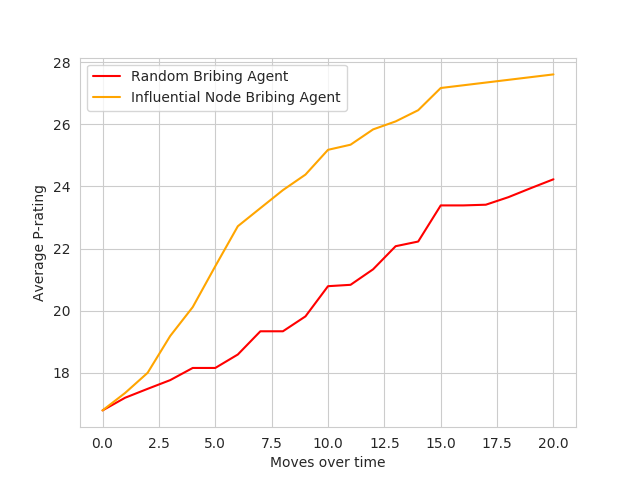 28
26
24
22
20
18
Average P-rating
Random Bribing Agent
Influential Node Bribing Agent
0.0 2.5 5.0 7.5 10.0 12.5 15.0 17.5 20.0
Moves over time